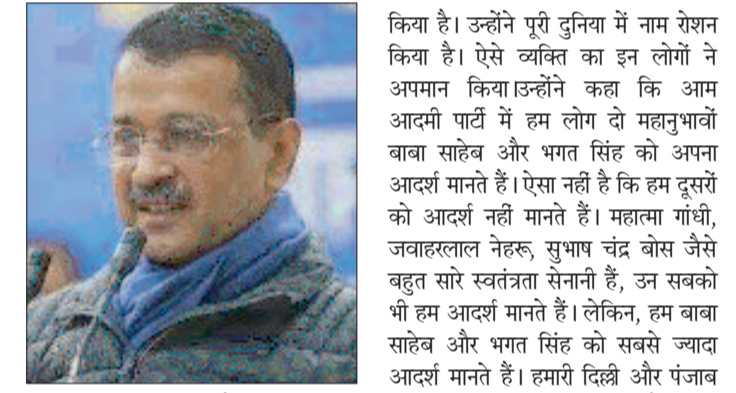 किया है। उन्होंने पूरी दुनिया में नाम रोशन
किया है। ऐसे व्यक्ति का इन लोगों ने
अपमान किया।उन्होंने कहा कि आम
आदमी पार्टी में हम लोग दो महानुभावों
बाबा साहेब और भगत सिंह को अपना
आदर्श मानते हैं। ऐसा नहीं है कि हम दूसरों
को आदर्श नहीं मानते हैं। महात्मा गांधी,
जवाहरलाल नेहरू, सुभाष चंद्र बोस जैसे
बहुत सारे स्वतंत्रता सेनानी हैं, उन सबको
भी हम आदर्श मानते हैं। लेकिन, हम बाबा
साहेब और भगत सिंह को सबसे ज्यादा
आदर्श मानते हैं। हमारी दिल्ली और पंजाब